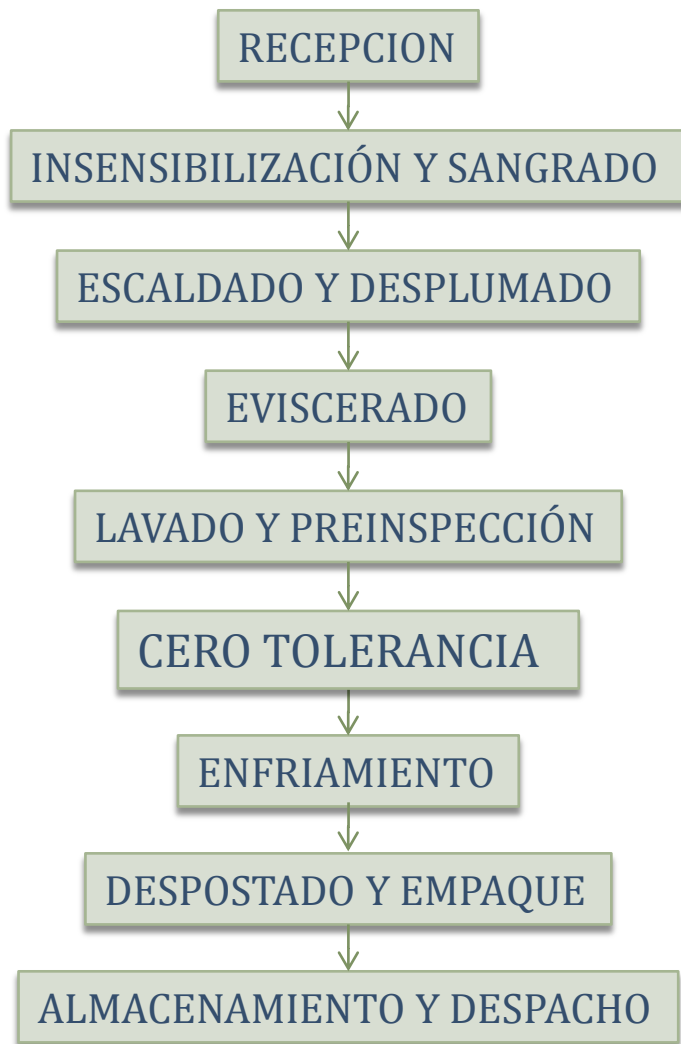 RECEPCION
INSENSIBILIZACIÓN Y SANGRADO
ESCALDADO Y DESPLUMADO
EVISCERADO
LAVADO Y PREINSPECCIÓN
CERO TOLERANCIA
ENFRIAMIENTO
DESPOSTADO Y EMPAQUE
ALMACENAMIENTO Y DESPACHO